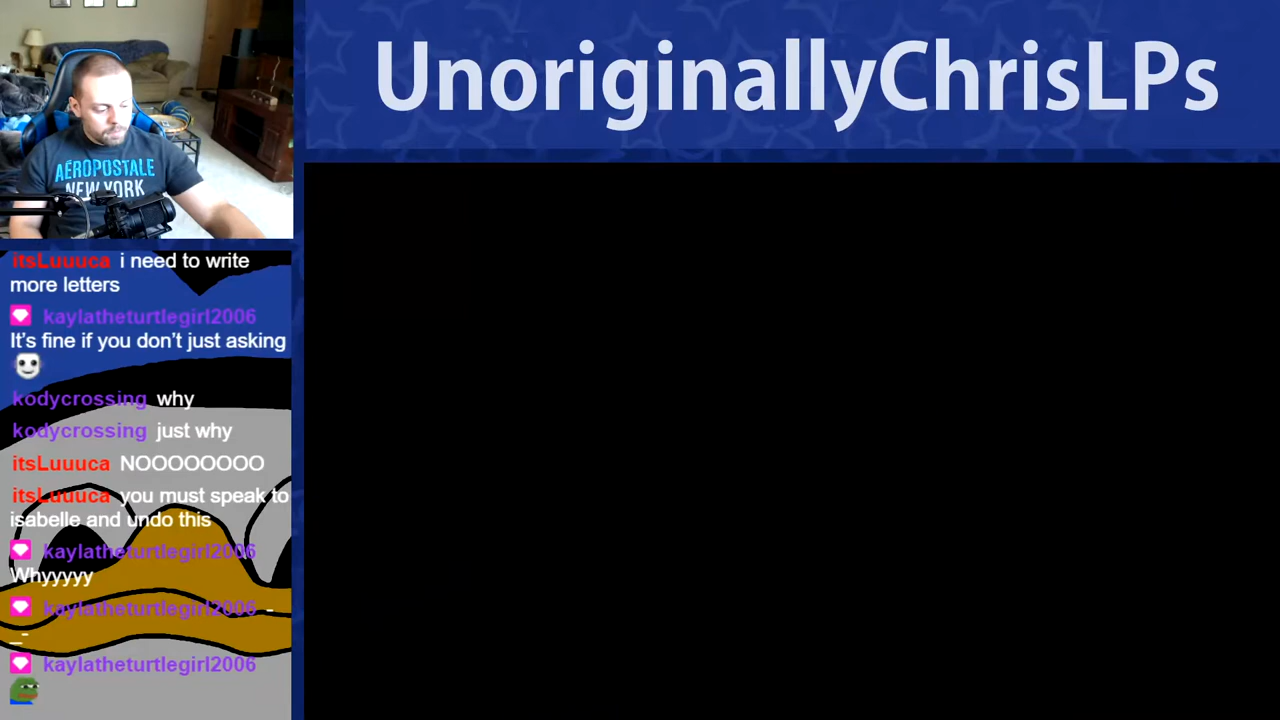 UnoriginallyChrisLPs
AÉROPOSTALE
NEW YORK
itsLuuuca i need to write
more letters
kaylatheturtlegirl2006
It's fine if you don't just asking
kodycrossing why
kodycrossing just why
itsLuuuca NOOOOOOOO
itsLuuuca you must speak to
isabelle and undo this
kaylatheturtlegirl2006
Whyyyyy
kaylatheturtlegirl2006 -
_-
kaylatheturtlegirl2006